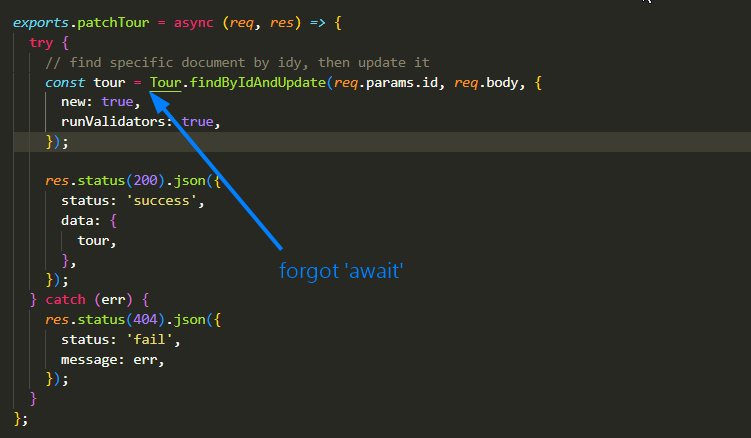 exports.patchTour = async (req, res) => {
try {
// find specific document by idy, then update it
const tour = Tour.findByIdAndUpdate(req.params.id, req.body, {
new: true,
runValidators: true,
});
res.status(200).json({
status: 'success',
data: {
tour,
},
});
} catch (err) {
res.status(404).json({
status: 'fail',
message: err,
});
}
};
forgot 'await'